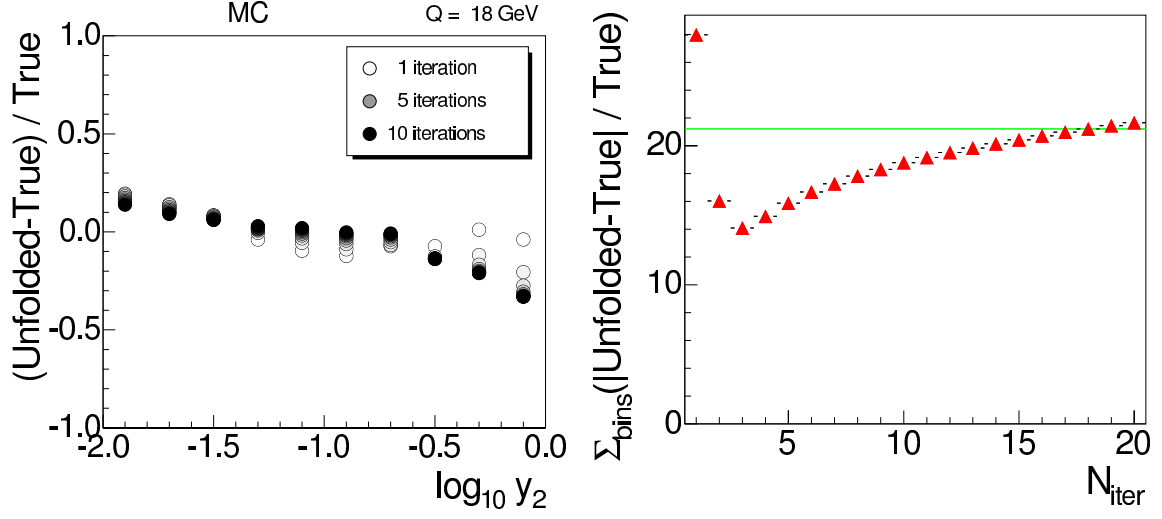 MC Q = 18 GeV
(Unfolded-True) / True
1.0
0.5
0.0
-0.5
-1.0
1 iteration
5 iterations
10 iterations
-2.0 -1.5 -1.0 -0.5 0.0
log10 y2
Σbins(|Unfolded-True| / True)
20
10
0
5 10 15 20
Niter